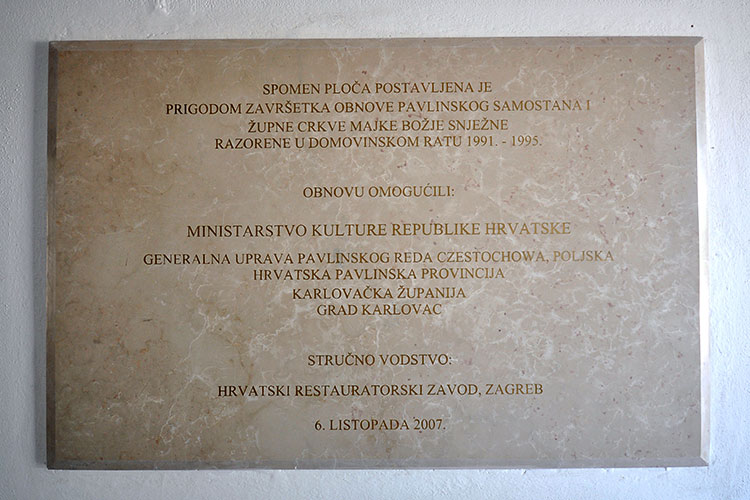 SPOMEN PLOČA POSTAVLJENA JE
PRIGODOM ZAVRŠETKA OBNOVE PAVLINSKOG SAMOSTANA I
ŽUPNE CRKVE MAJKE BOŽJE SNJEŽNE
RAZORENE U DOMOVINSKOM RATU 1991. - 1995.
OBNOVU OMOGUĆILI:
MINISTARSTVO KULTURE REPUBLIKE HRVATSKE
GENERALNA UPRAVA PAVLINSKOG REDA CZESTOCHOWA, POLJSKA
HRVATSKA PAVLINSKA PROVINCIJA
KARLOVAČKA ŽUPANIJA
GRAD KARLOVAC
STRUČNO VODSTVO:
HRVATSKI RESTAURATORSKI ZAVOD, ZAGREB
6. LISTOPADA 2007.